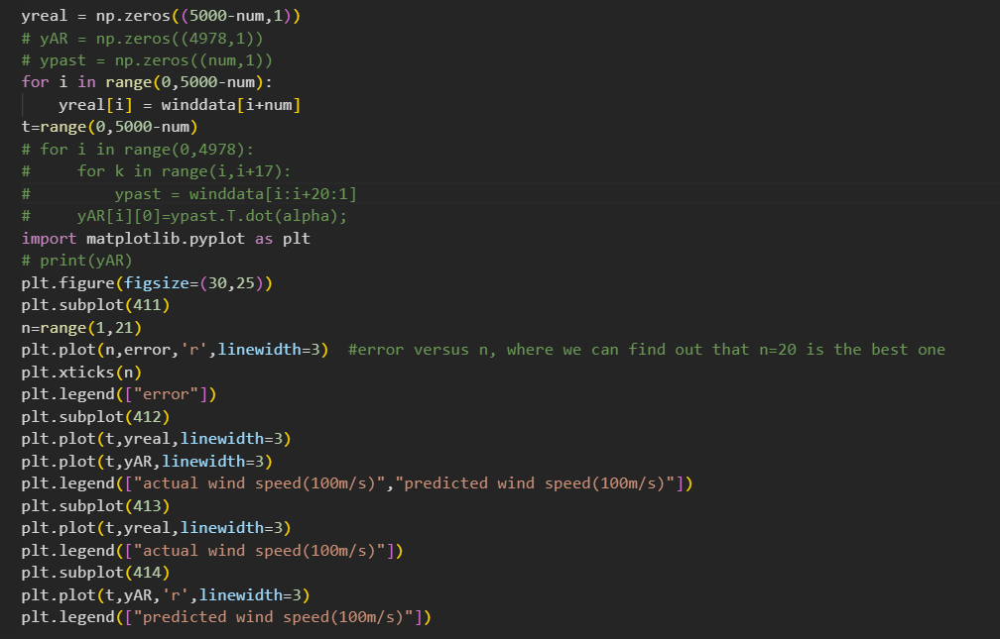 yreal = np.zeros((5000-num,1))
# yAR = np.zeros((4978,1))
# ypast = np.zeros((num,1))
for i in range(0,5000-num):
    yreal[i] = winddata[i+num]
t=range(0,5000-num)
# for i in range(0,4978):
#     for k in range(i,i+17):
#         ypast = winddata[i:i+20:1]
#     yAR[i][0]=ypast.T.dot(alpha);
import matplotlib.pyplot as plt
# print(yAR)
plt.figure(figsize=(30,25))
plt.subplot(411)
n=range(1,21)
plt.plot(n,error,'r',linewidth=3)  #error versus n, where we can find out that n=20 is the best one
plt.xticks(n)
plt.legend(["error"])
plt.subplot(412)
plt.plot(t,yreal,linewidth=3)
plt.plot(t,yAR,linewidth=3)
plt.legend(["actual wind speed(100m/s)","predicted wind speed(100m/s)"])
plt.subplot(413)
plt.plot(t,yreal,linewidth=3)
plt.legend(["actual wind speed(100m/s)"])
plt.subplot(414)
plt.plot(t,yAR,'r',linewidth=3)
plt.legend(["predicted wind speed(100m/s)"])